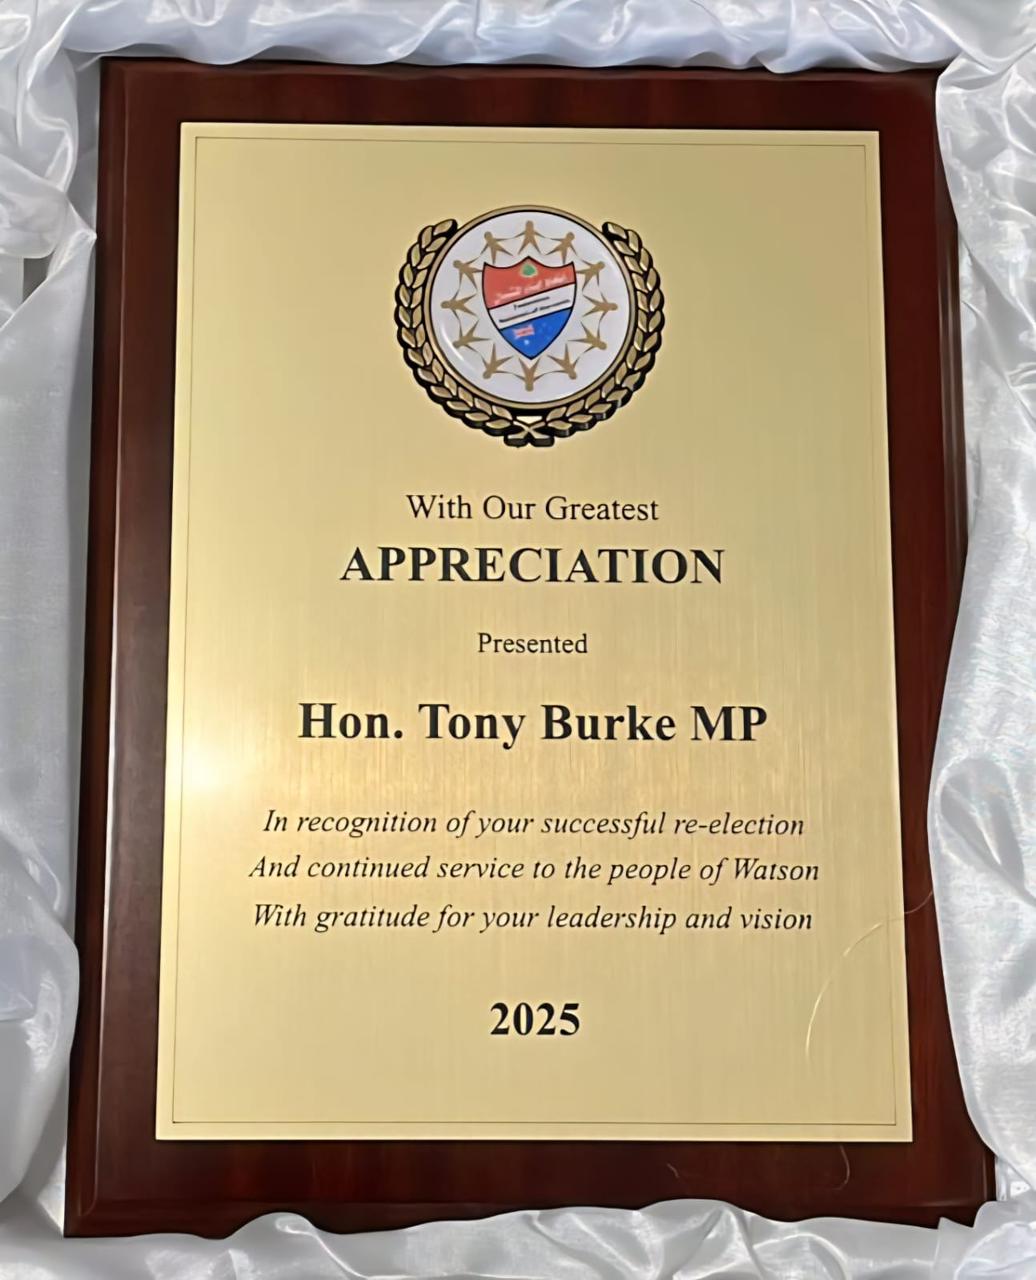 With Our Greatest
APPRECIATION
Presented
Hon. Tony Burke MP
In recognition of your successful re-election
And continued service to the people of Watson
With gratitude for your leadership and vision
2025